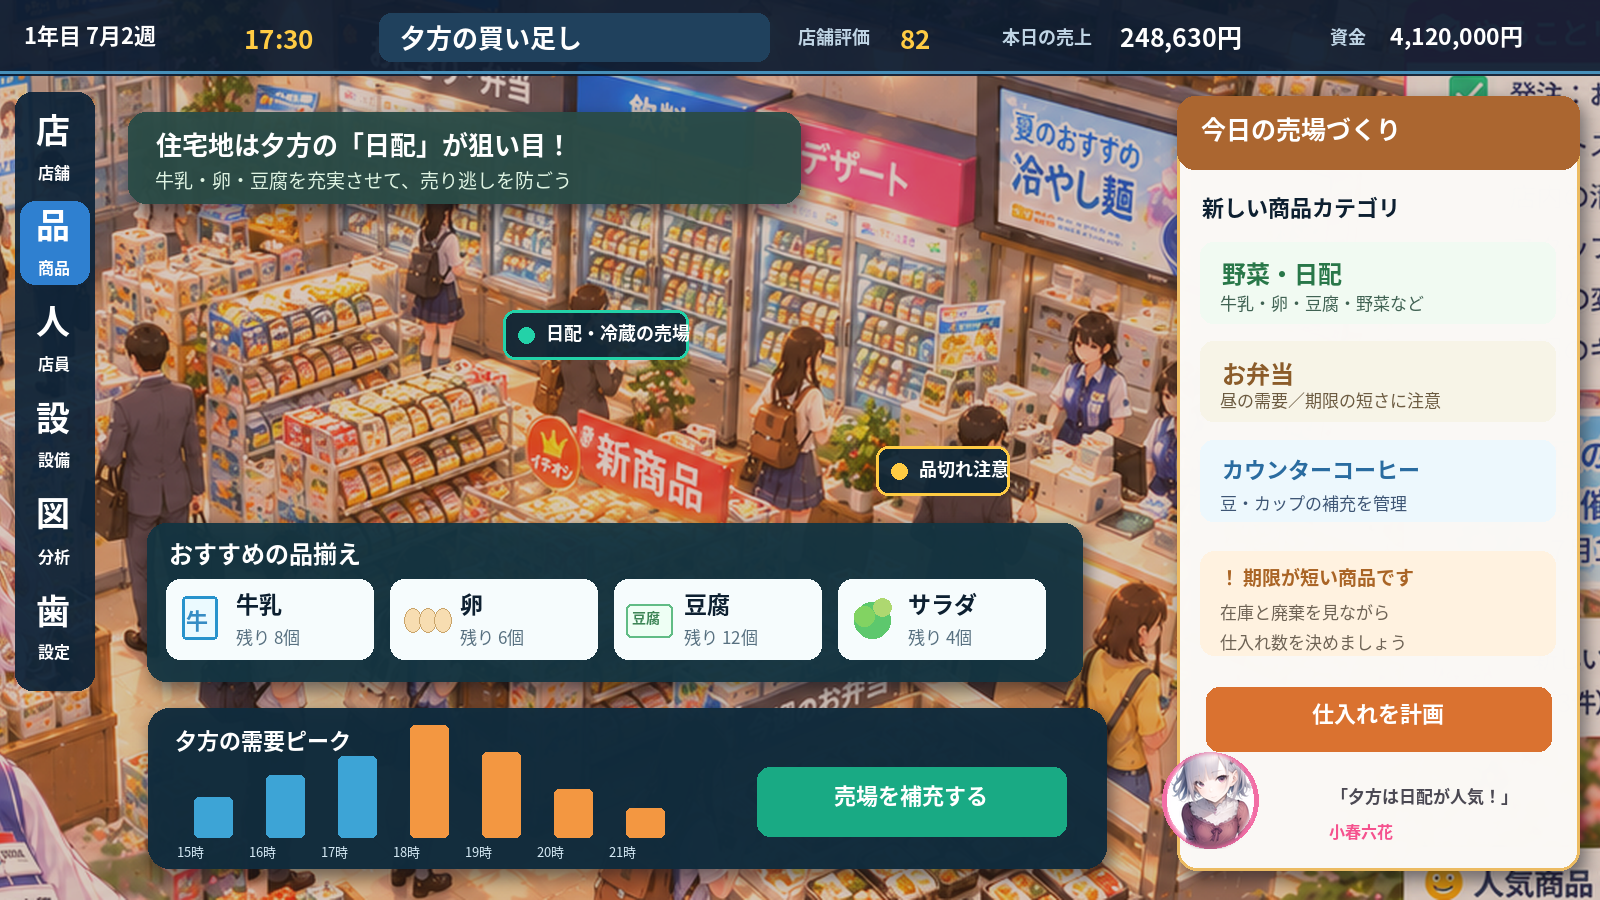 1年目 7月2週
17:30
夕方の買い足し
店舗評価 82
本日の売上 248,630円
資金 4,120,000円
店
店舗
品
商品
人
店員
設
設備
図
分析
歯
設定
住宅地は夕方の「日配」が狙い目！
牛乳・卵・豆腐を充実させて、売り逃しを防ごう
弁当
飲料
デザート
夏のおすすめ
冷やし麺
日配・冷蔵の売場
イチオシ
新商品
品切れ注意
おすすめの品揃え
牛
牛乳
残り 8個
卵
残り 6個
豆腐
豆腐
残り 12個
サラダ
残り 4個
のお弁当
夕方の需要ピーク
15時 16時 17時 18時 19時 20時 21時
売場を補充する
発注：お
今日の売場づくり
新しい商品カテゴリ
野菜・日配
牛乳・卵・豆腐・野菜など
お弁当
昼の需要／期限の短さに注意
カウンターコーヒー
豆・カップの補充を管理
！ 期限が短い商品です
在庫と廃棄を見ながら
仕入れ数を決めましょう
仕入れを計画
「夕方は日配が人気！」
小春六花
人気商品